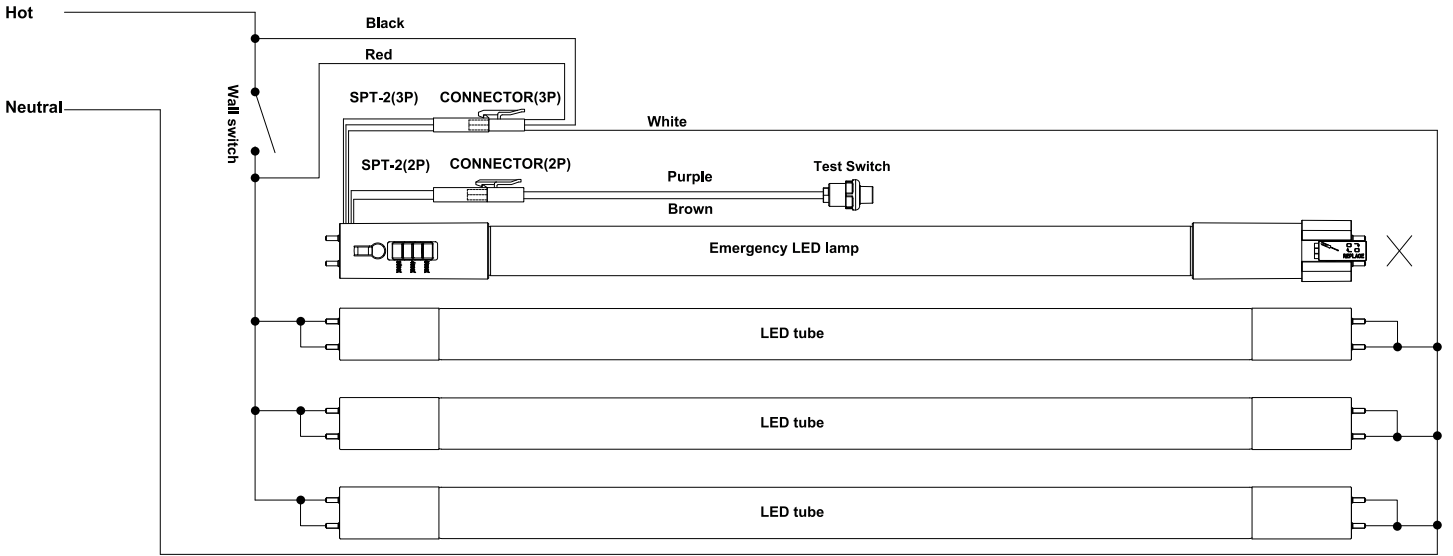 Hot
Black
Red
Neutral
Wall switch
SPT-2(3P) CONNECTOR(3P)
White
SPT-2(2P) CONNECTOR(2P)
Test Switch
Purple
Brown
Emergency LED lamp
REPLACE
LED tube
LED tube
LED tube